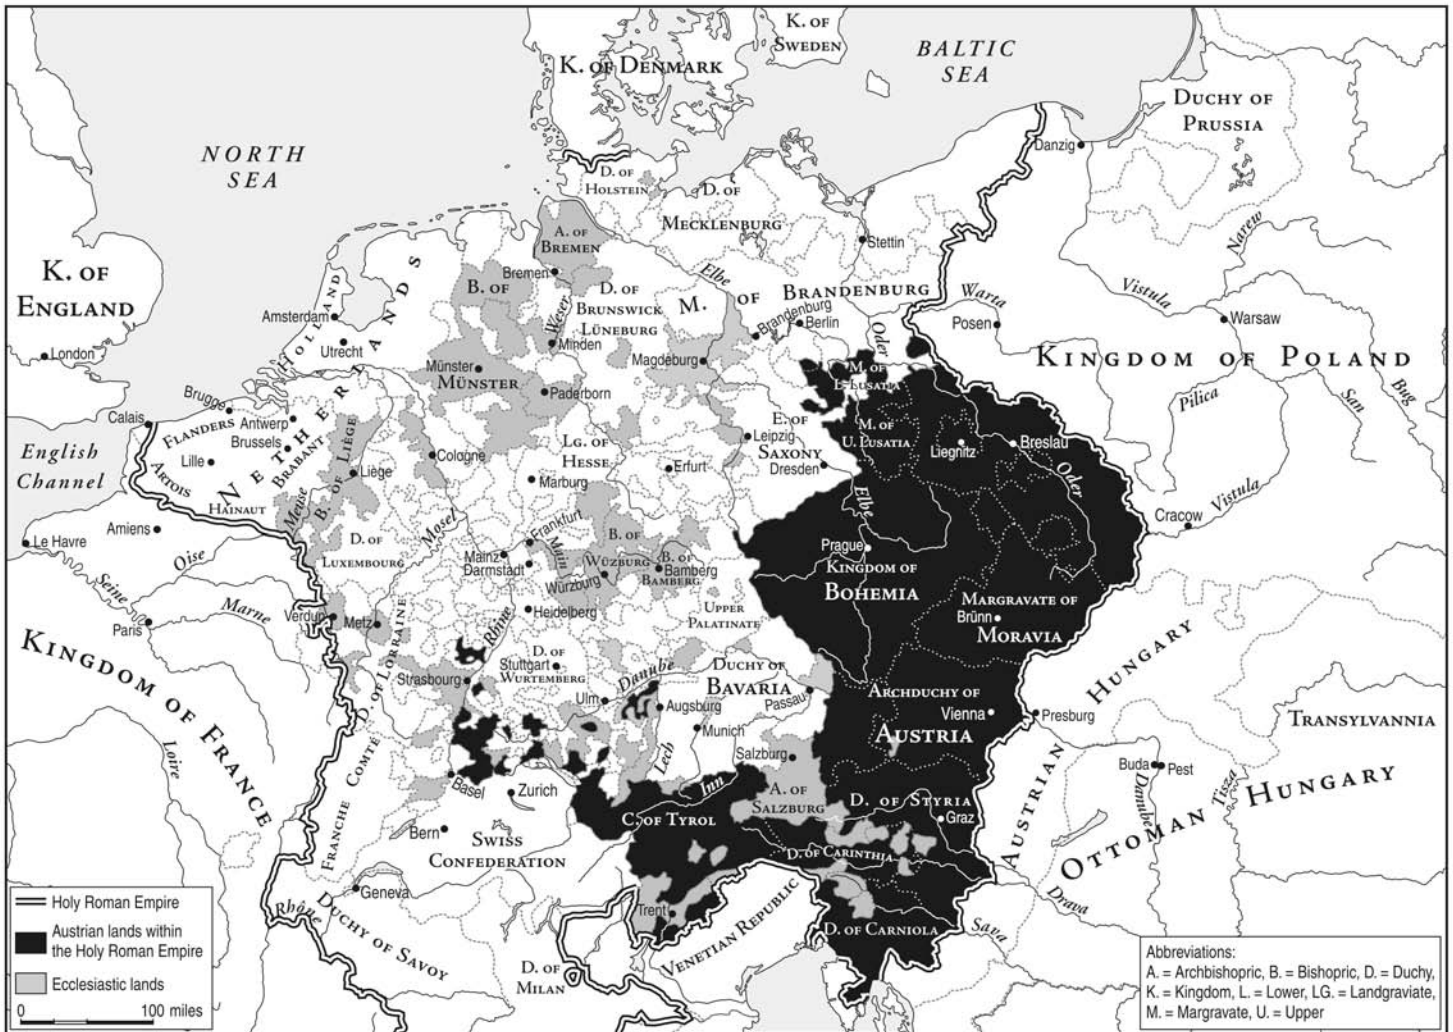 K. OF
SWEDEN
BALTIC
SEA
K. OF DENMARK
DUCHY OF
PRUSSIA
Danzig
NORTH
SEA
D. OF
HOLSTEIN
D. OF
MECKLENBURG
Stettin
Narew
A. OF
BREMEN
Bremen
Elbe
K. OF
ENGLAND
London
B. OF
MÜNSTER
Münster
D. OF
BRUNSWICK
LÜNEBURG
Weser
Minden
M. OF BRANDENBURG
Brandenburg
Berlin
Oder
Warta
Posen
Vistula
Warsaw
KINGDOM OF POLAND
Bug
San
Pilica
HOLLAND
Amsterdam
Utrecht
NETHERLANDS
Magdeburg
Paderborn
M. OF
L. LUSATIA
M. OF
U. LUSATIA
Liegnitz
Breslau
Oder
Brugge
Calais
FLANDERS
Antwerp
Brussels
BRABANT
Lille
ARTOIS
HAINAUT
English
Channel
B. OF LIÈGE
Liège
Meuse
Cologne
LG. OF
HESSE
Marburg
Erfurt
E. OF
SAXONY
Leipzig
Dresden
Elbe
Cracow
Vistula
Le Havre
Amiens
Oise
Seine
Marne
Paris
D. OF
LUXEMBOURG
Mosel
Frankfurt
Mainz
Darmstadt
Main
B. OF
WÜZBURG
Würzburg
B. OF
BAMBERG
Bamberg
Prague
KINGDOM OF
BOHEMIA
MARGRAVATE OF
MORAVIA
Brünn
Verdun
Metz
D. OF LORRAINE
Heidelberg
Rhine
UPPER
PALATINATE
KINGDOM OF FRANCE
Loire
Strasbourg
Stuttgart
D. OF
WURTEMBERG
Ulm
Danube
DUCHY OF
BAVARIA
Passau
Augsburg
Munich
Lech
Salzburg
ARCHDUCHY OF
AUSTRIA
Vienna
Presburg
AUSTRIAN HUNGARY
TRANSYLVANNIA
Buda
Pest
Danube
Tisza
OTTOMAN HUNGARY
FRANCHE COMTÉ
Basel
Zurich
Bern
SWISS
CONFEDERATION
Inn
C. OF TYROL
A. OF
SALZBURG
D. OF STYRIA
Graz
D. OF CARINTHIA
D. OF CARNIOLA
Drava
Sava
Geneva
Rhône
DUCHY OF SAVOY
D. OF
MILAN
Trent
VENETIAN REPUBLIC
Holy Roman Empire
Austrian lands within
the Holy Roman Empire
Ecclesiastic lands
0 100 miles
Abbreviations:
A. = Archbishopric, B. = Bishopric, D. = Duchy,
K. = Kingdom, L. = Lower, LG. = Landgraviate,
M. = Margravate, U. = Upper